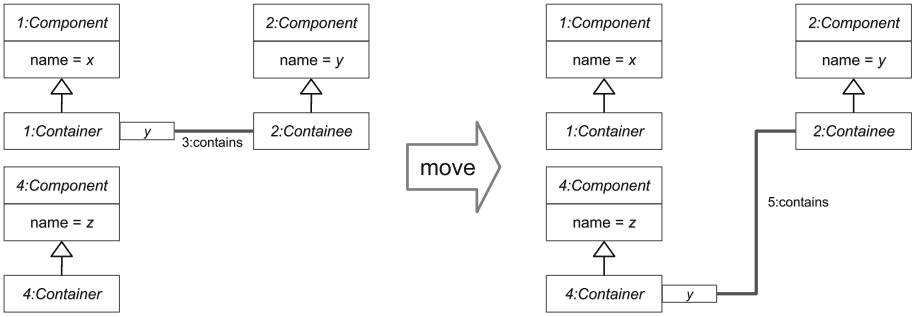 1:Component
name = x
1:Container
y
3:contains
2:Component
name = y
2:Containee
4:Component
name = z
4:Container
move
1:Component
name = x
1:Container
2:Component
name = y
2:Containee
4:Component
name = z
4:Container
y
5:contains